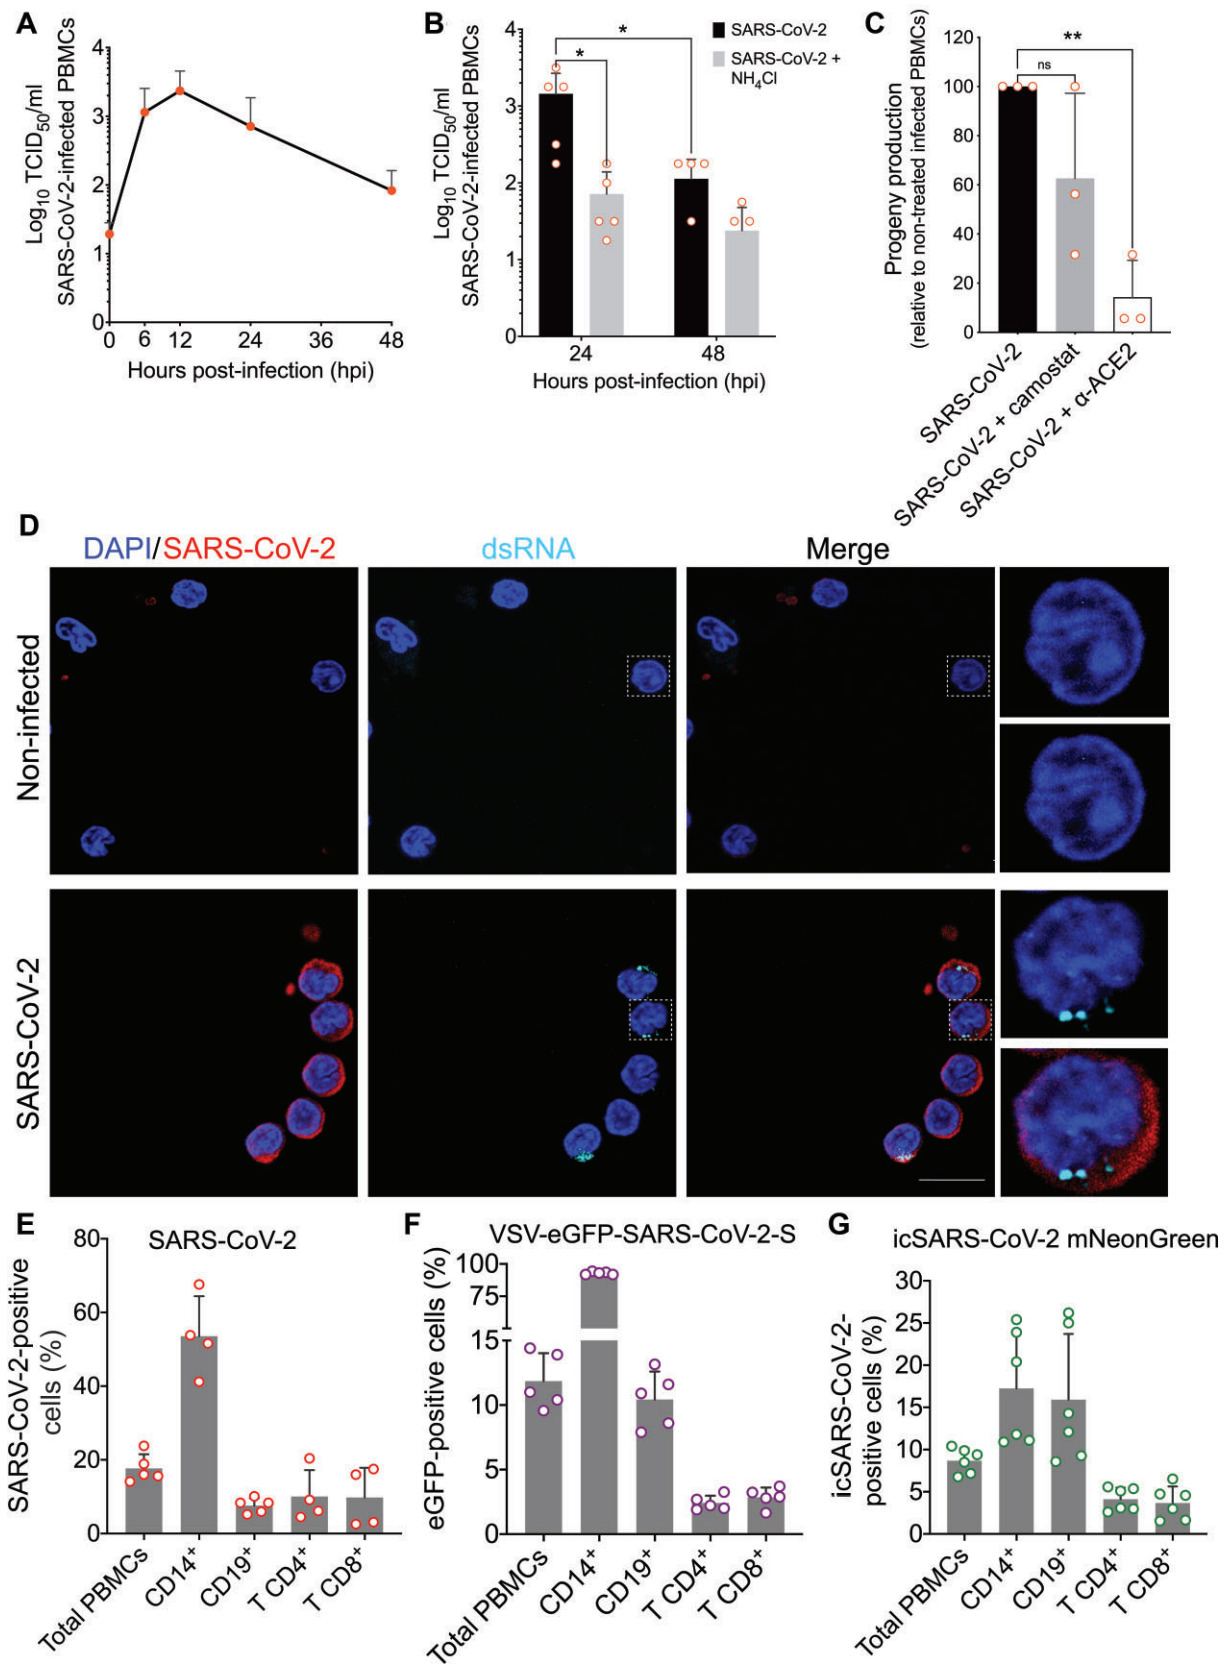 A
Log10 TCID50/ml
SARS-CoV-2-infected PBMCs
4
3
2
1
0
0 6 12 24 36 48
Hours post-infection (hpi)
B
Log10 TCID50/ml
SARS-CoV-2-infected PBMCs
4
3
2
1
0
*
*
SARS-CoV-2
SARS-CoV-2 +
NH4Cl
24 48
Hours post-infection (hpi)
C
Progeny production
(relative to non-treated infected PBMCs)
120
100
80
60
40
20
0
**
ns
SARS-CoV-2
SARS-CoV-2 + camostat
SARS-CoV-2 + α-ACE2
D
DAPI/SARS-CoV-2 dsRNA Merge
Non-infected
SARS-CoV-2
E
SARS-CoV-2
SARS-CoV-2-positive
cells (%)
80
60
40
20
0
Total PBMCs
CD14+
CD19+
T CD4+
T CD8+
F
VSV-eGFP-SARS-CoV-2-S
eGFP-positive cells (%)
100
75
15
10
5
0
Total PBMCs
CD14+
CD19+
T CD4+
T CD8+
G
icSARS-CoV-2 mNeonGreen
icSARS-CoV-2-
positive cells (%)
30
25
20
15
10
5
0
Total PBMCs
CD14+
CD19+
T CD4+
T CD8+